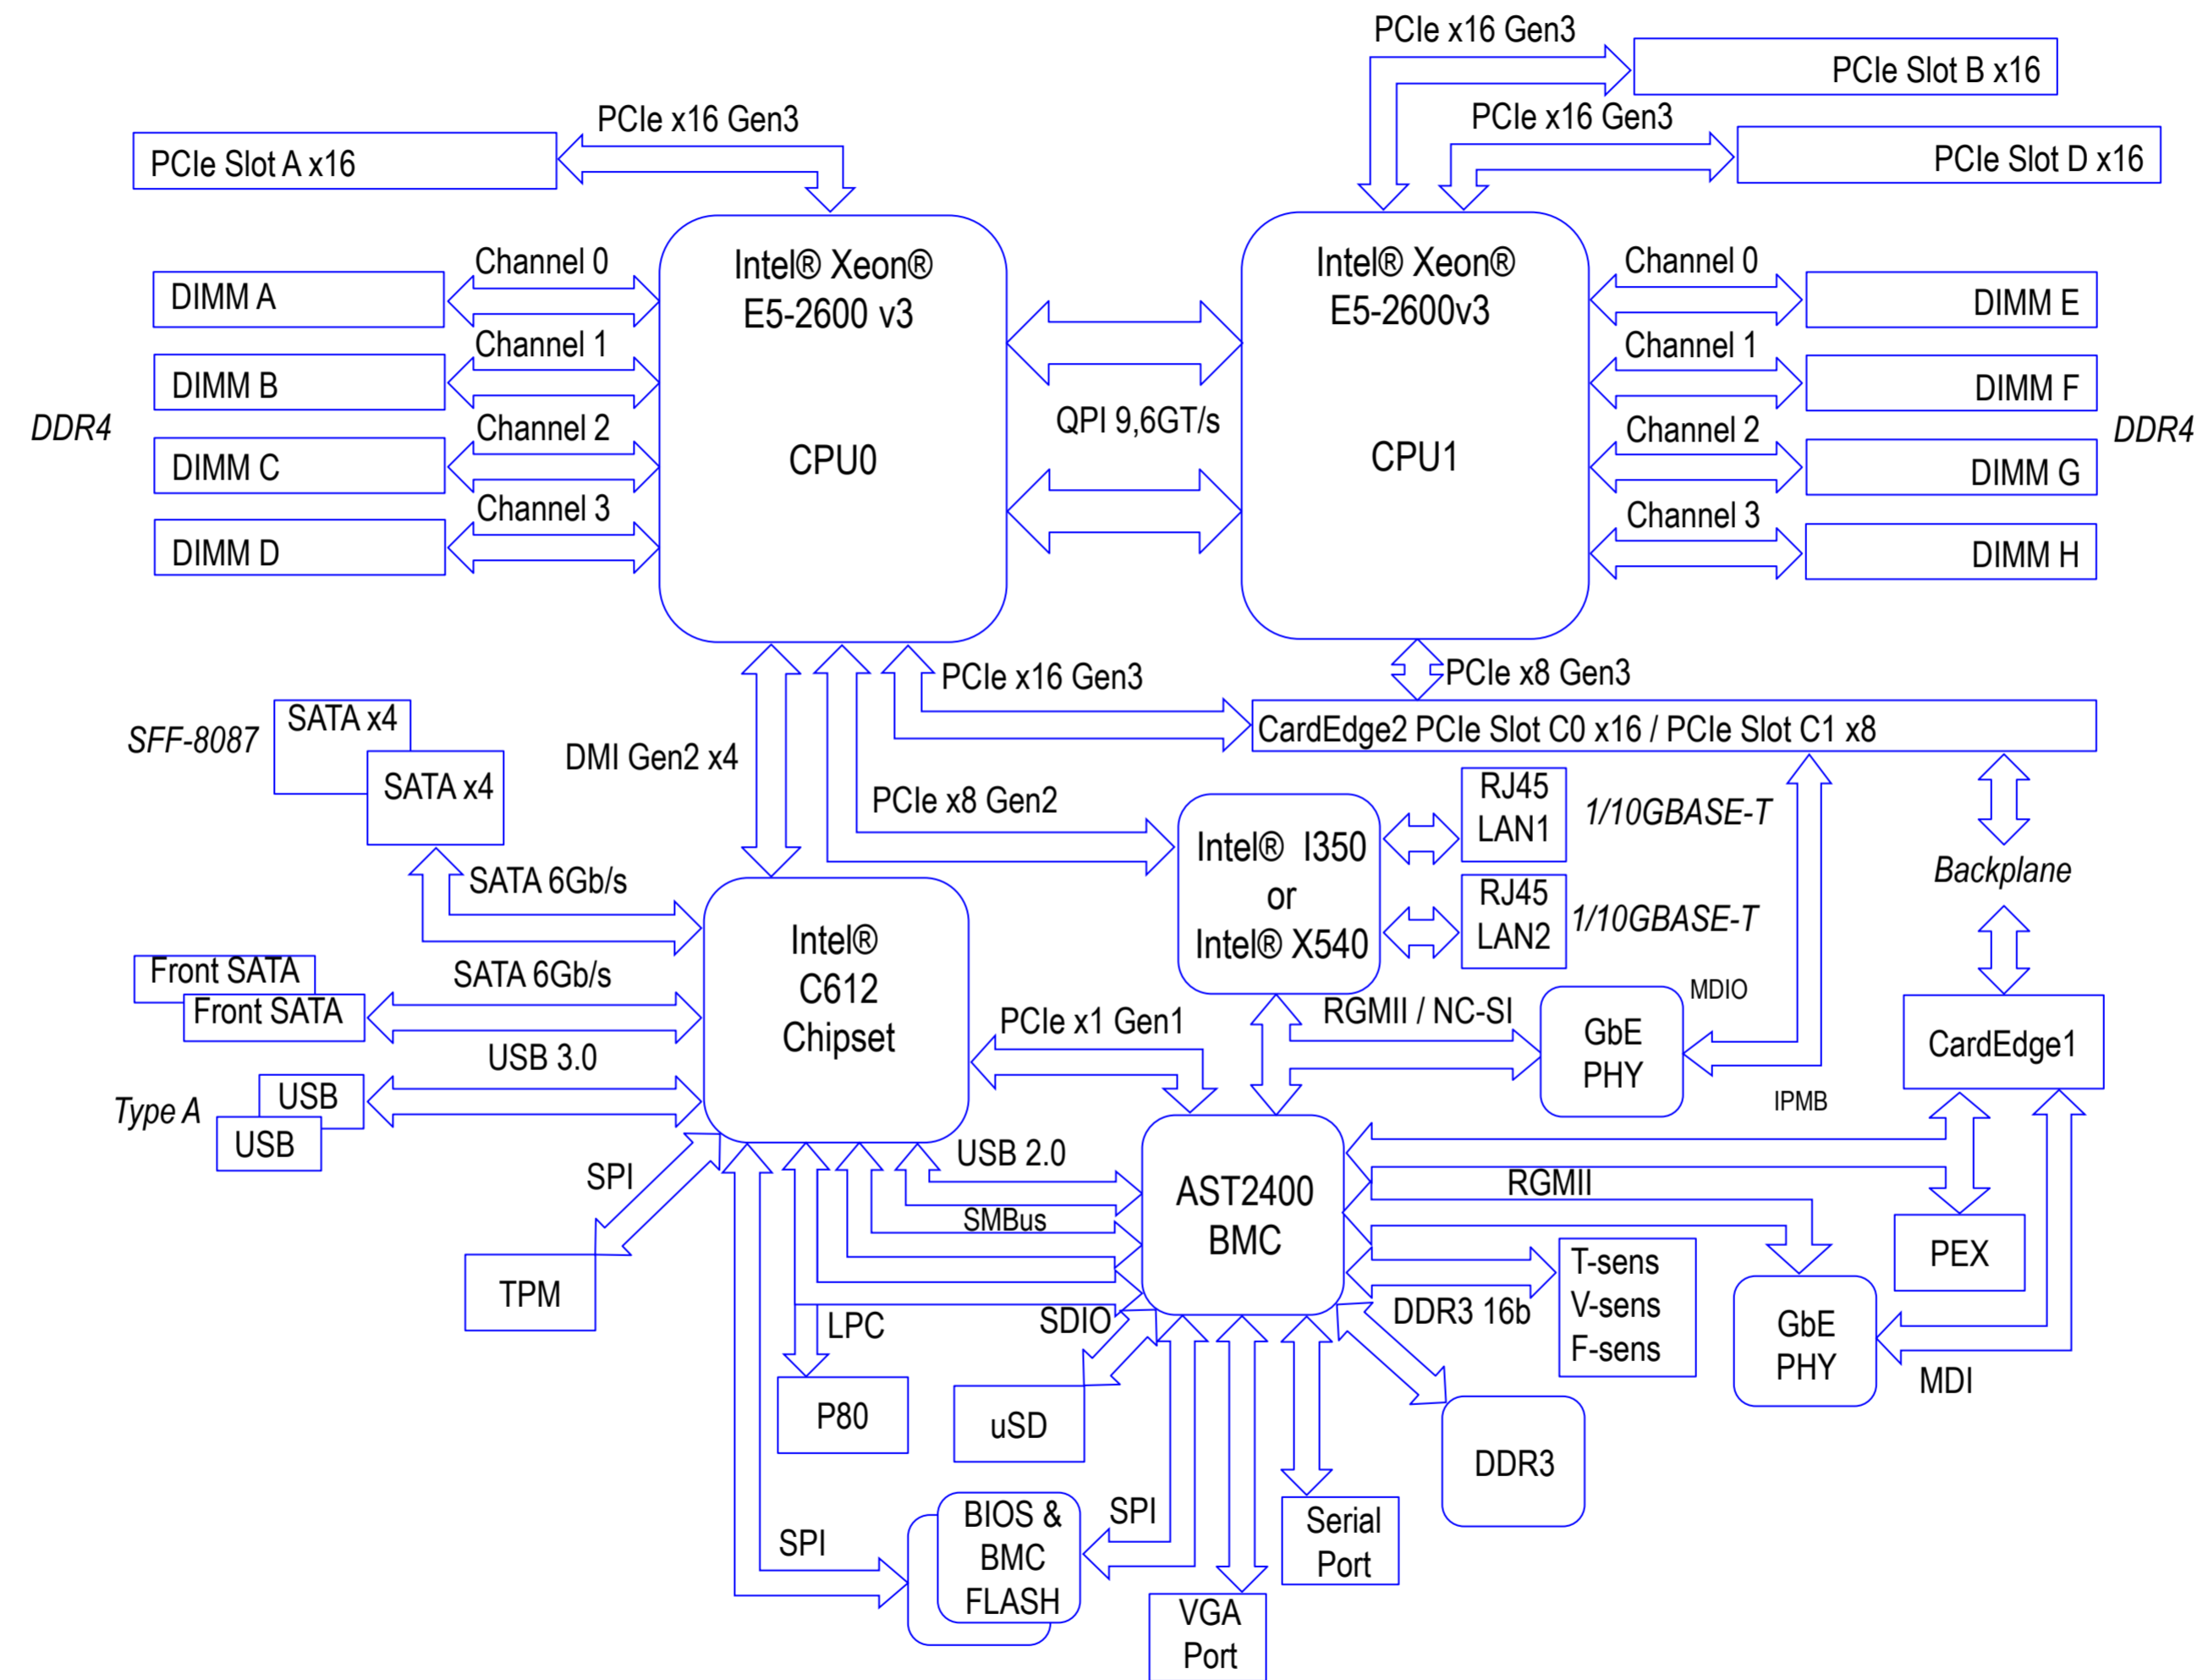 PCIe x16 Gen3
PCIe Slot B x16
PCIe x16 Gen3
PCIe Slot D x16
PCIe x16 Gen3
PCIe Slot A x16
Intel® Xeon®
E5-2600 v3
CPU0
Intel® Xeon®
E5-2600v3
CPU1
QPI 9,6GT/s
DDR4
Channel 0
DIMM A
Channel 1
DIMM B
Channel 2
DIMM C
Channel 3
DIMM D
Channel 0
DIMM E
Channel 1
DIMM F
Channel 2
DIMM G
Channel 3
DIMM H
DDR4
PCIe x16 Gen3
PCIe x8 Gen3
CardEdge2 PCIe Slot C0 x16 / PCIe Slot C1 x8
SFF-8087
SATA x4
SATA x4
DMI Gen2 x4
PCIe x8 Gen2
Intel® I350
or
Intel® X540
RJ45
LAN1
1/10GBASE-T
RJ45
LAN2
1/10GBASE-T
Backplane
SATA 6Gb/s
Intel®
C612
Chipset
Front SATA
Front SATA
SATA 6Gb/s
USB 3.0
Type A
USB
USB
PCIe x1 Gen1
RGMII / NC-SI
GbE
PHY
MDIO
IPMB
CardEdge1
SPI
TPM
USB 2.0
SMBus
AST2400
BMC
RGMII
PEX
T-sens
V-sens
F-sens
LPC
P80
SDIO
uSD
DDR3 16b
DDR3
GbE
PHY
MDI
SPI
BIOS &
BMC
FLASH
SPI
Serial
Port
VGA
Port